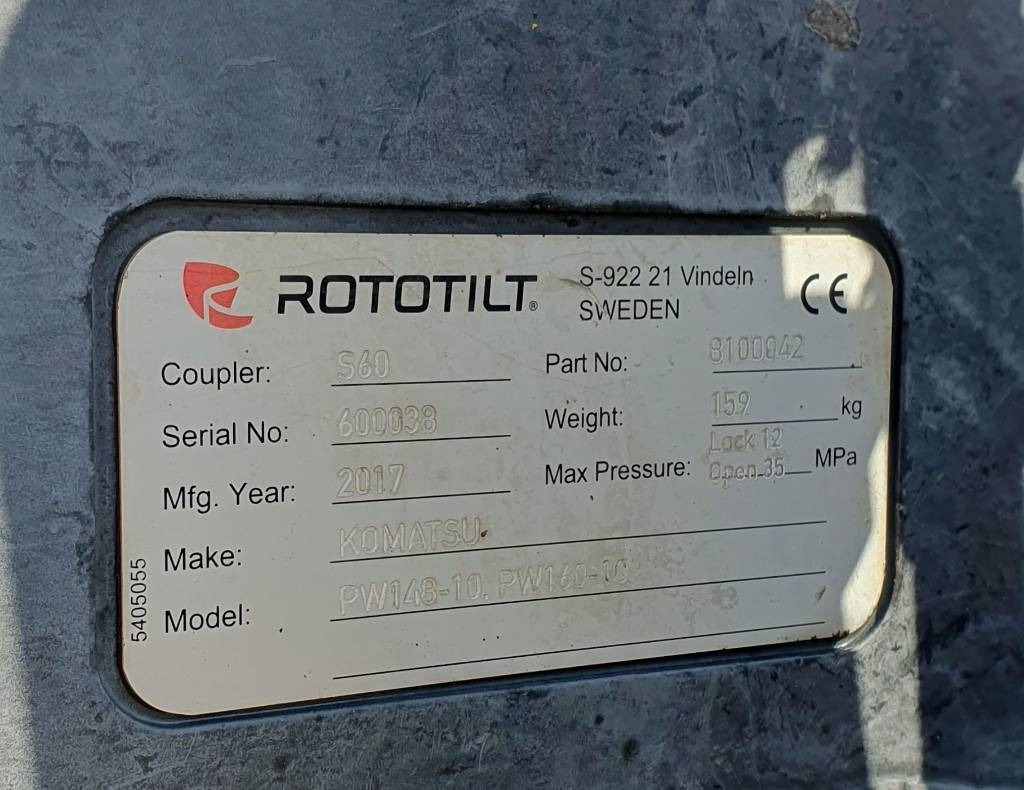 ROTOTILT®
S-922 21 Vindeln
SWEDEN
CE
Coupler: S60
Part No: 8100042
Serial No: 600038
Weight: 159 kg
Mfg. Year: 2017
Max Pressure: Lock 12
Open 35 MPa
Make: KOMATSU
Model: PW148-10, PW160-10
5405055